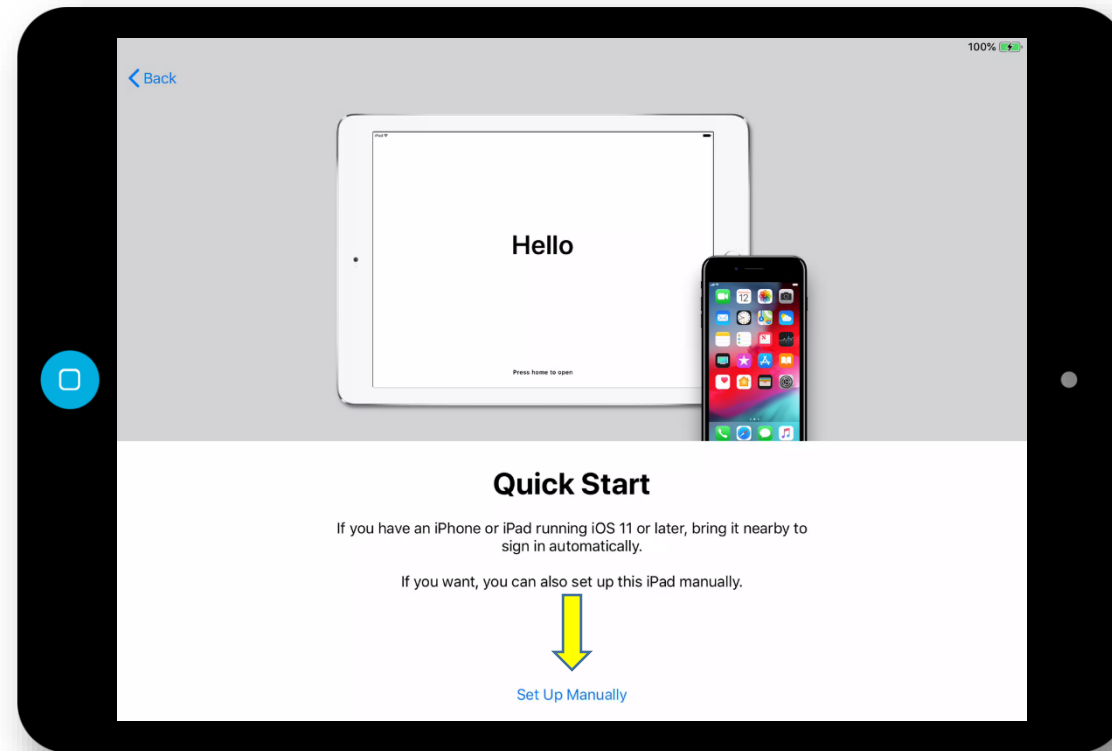 100%
Back
iPad
Hello
12
Press home to open
Quick Start
If you have an iPhone or iPad running iOS 11 or later, bring it nearby to
sign in automatically.
If you want, you can also set up this iPad manually.
Set Up Manually